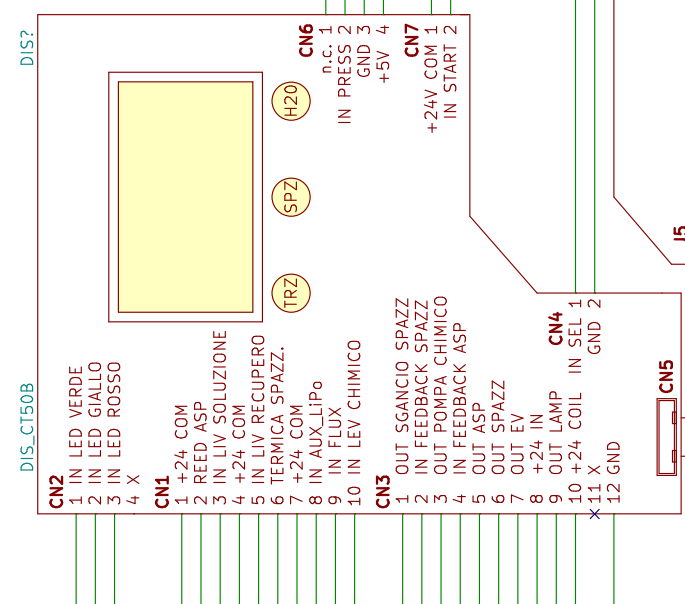 DIS?
DIS_CT50B
CN6
n.c. 1
IN PRESS 2
GND 3
+5V 4
CN7
+24V COM 1
IN START 2
H2O
SPZ
TRZ
J5
CN4
IN SEL 1
GND 2
CN5
CN2
1 IN LED VERDE
2 IN LED GIALLO
3 IN LED ROSSO
4 X
CN1
1 +24 COM
2 REED ASP
3 IN LIV SOLUZIONE
4 +24 COM
5 IN LIV RECUPERO
6 TERMICA SPAZZ.
7 +24 COM
8 IN AUX_LiPo
9 IN FLUX
10 IN LEV CHIMICO
CN3
1 OUT SGANCIO SPAZZ
2 IN FEEDBACK SPAZZ
3 OUT POMPA CHIMICO
4 IN FEEDBACK ASP
5 OUT ASP
6 OUT SPAZZ
7 OUT EV
8 +24 IN
9 OUT LAMP
10 +24 COIL
11 X
12 GND